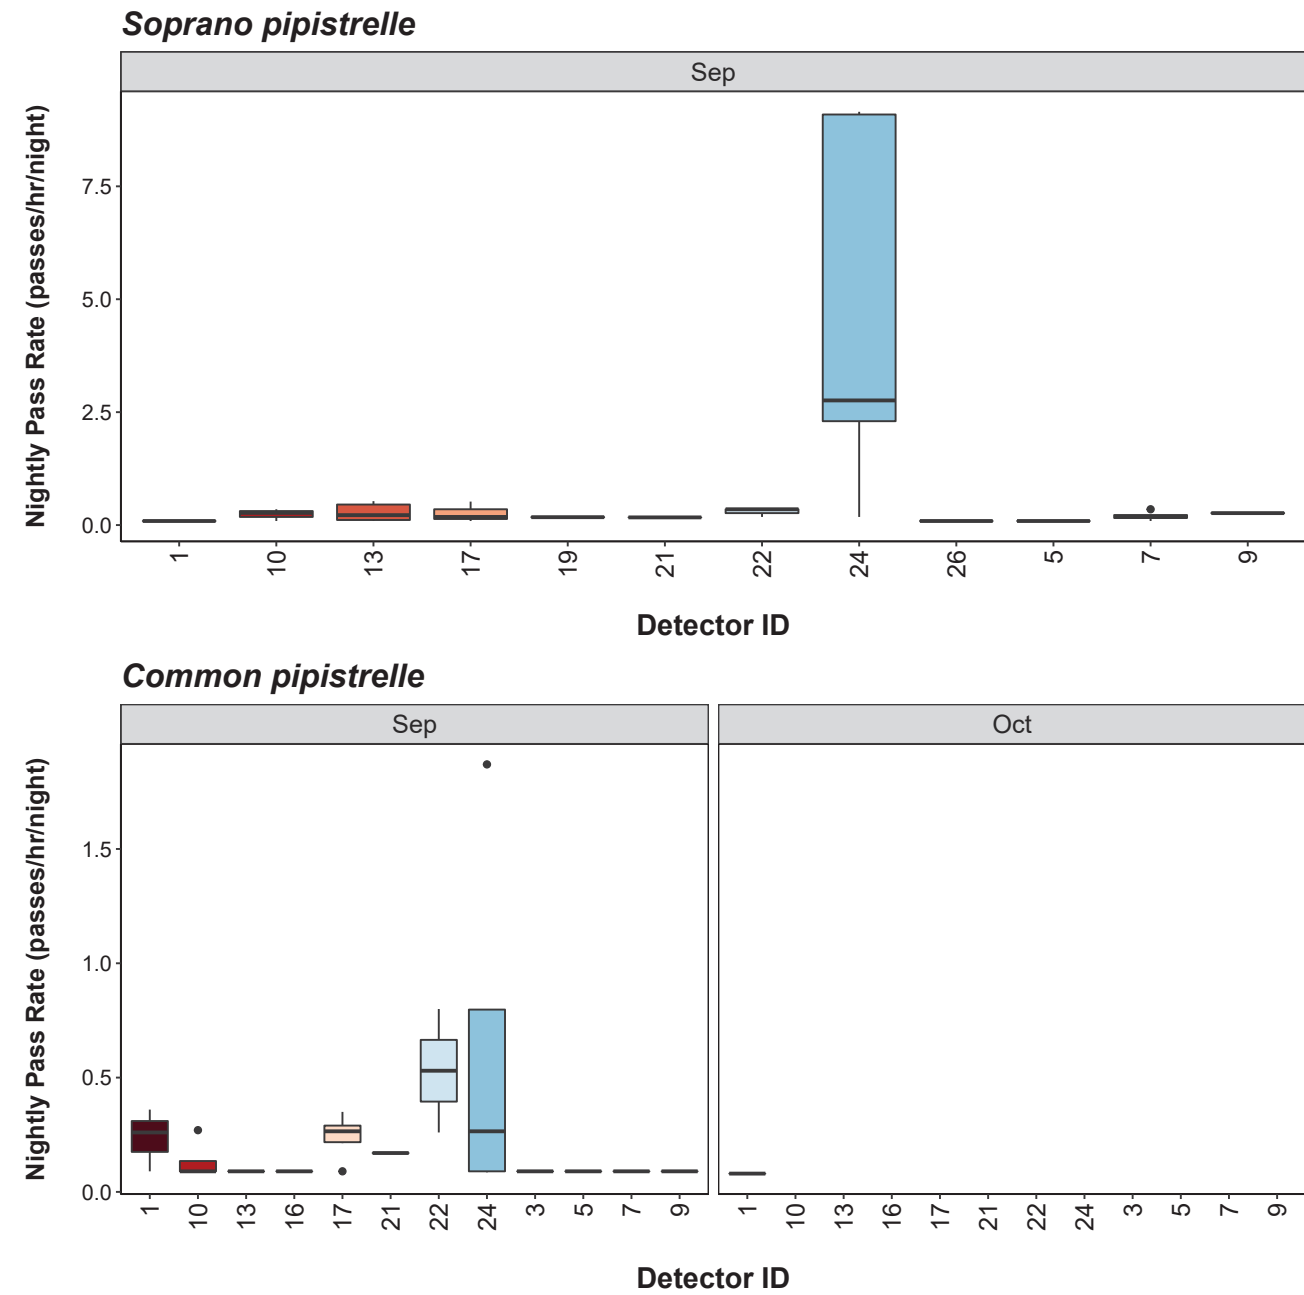 Soprano pipistrelle
Sep
Nightly Pass Rate (passes/hr/night)
7.5
5.0
2.5
0.0
1 10 13 17 19 21 22 24 26 5 7 9
Detector ID
Common pipistrelle
Sep Oct
Nightly Pass Rate (passes/hr/night)
1.5
1.0
0.5
0.0
1 10 13 16 17 21 22 24 3 5 7 9 1 10 13 16 17 21 22 24 3 5 7 9
Detector ID